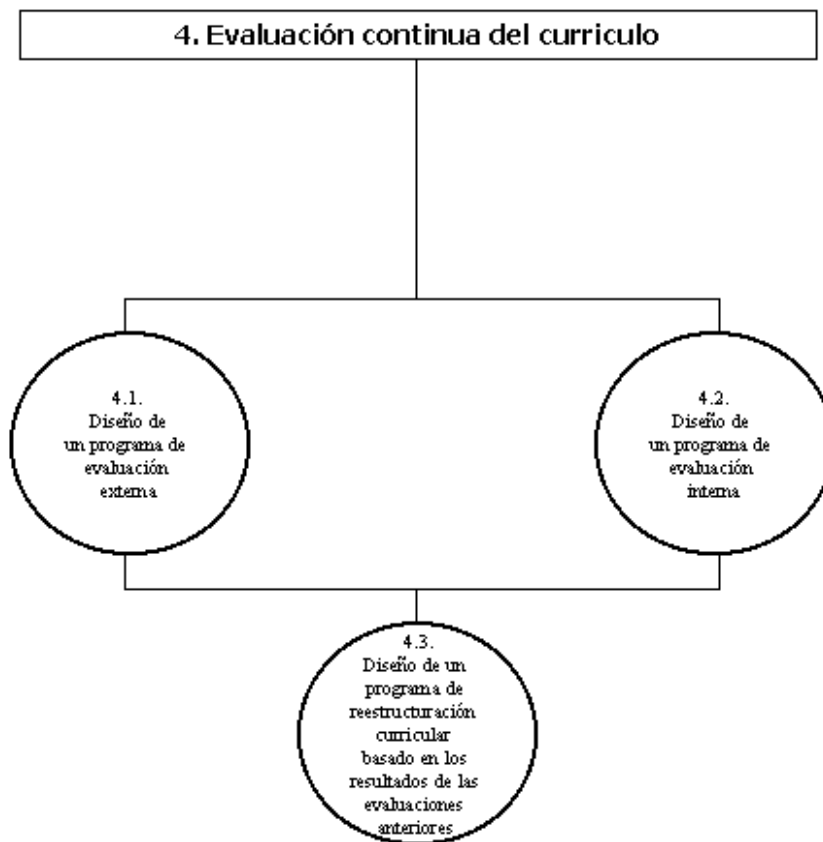 4. Evaluación continua del curriculo
4.1.
Diseño de
un programa de
evaluación
externa
4.2.
Diseño de
un programa de
evaluación
interna
4.3.
Diseño de un
programa de
reestructuración
curricular
basado en los
resultados de las
evaluaciones
anteriores